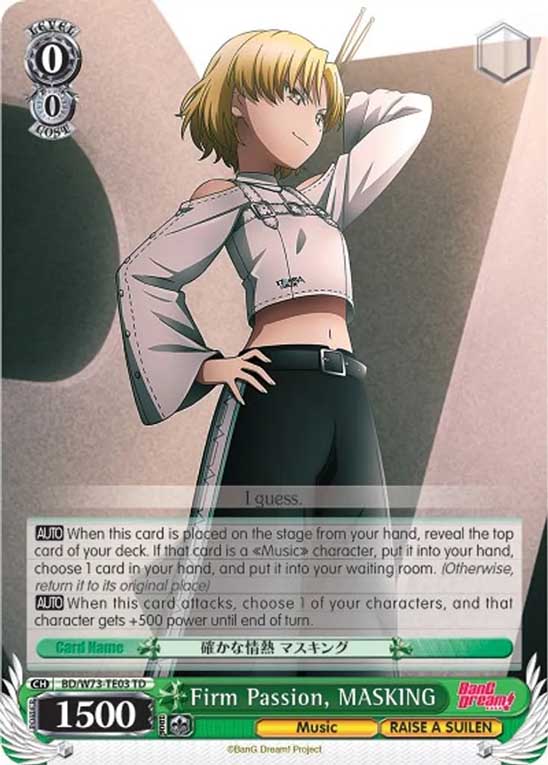 LEVEL
0
0
COST
I guess.
AUTO When this card is placed on the stage from your hand, reveal the top
card of your deck. If that card is a «Music» character, put it into your hand,
choose 1 card in your hand, and put it into your waiting room. (Otherwise,
return it to its original place)
AUTO When this card attacks, choose 1 of your characters, and that
character gets +500 power until end of turn.
Card Name 確かな情熱 マスキング
CH BD/W73-TE03 TD
Firm Passion, MASKING
BanG Dream!
POWER 1500 SOUL
Music RAISE A SUILEN
©BanG Dream! Project